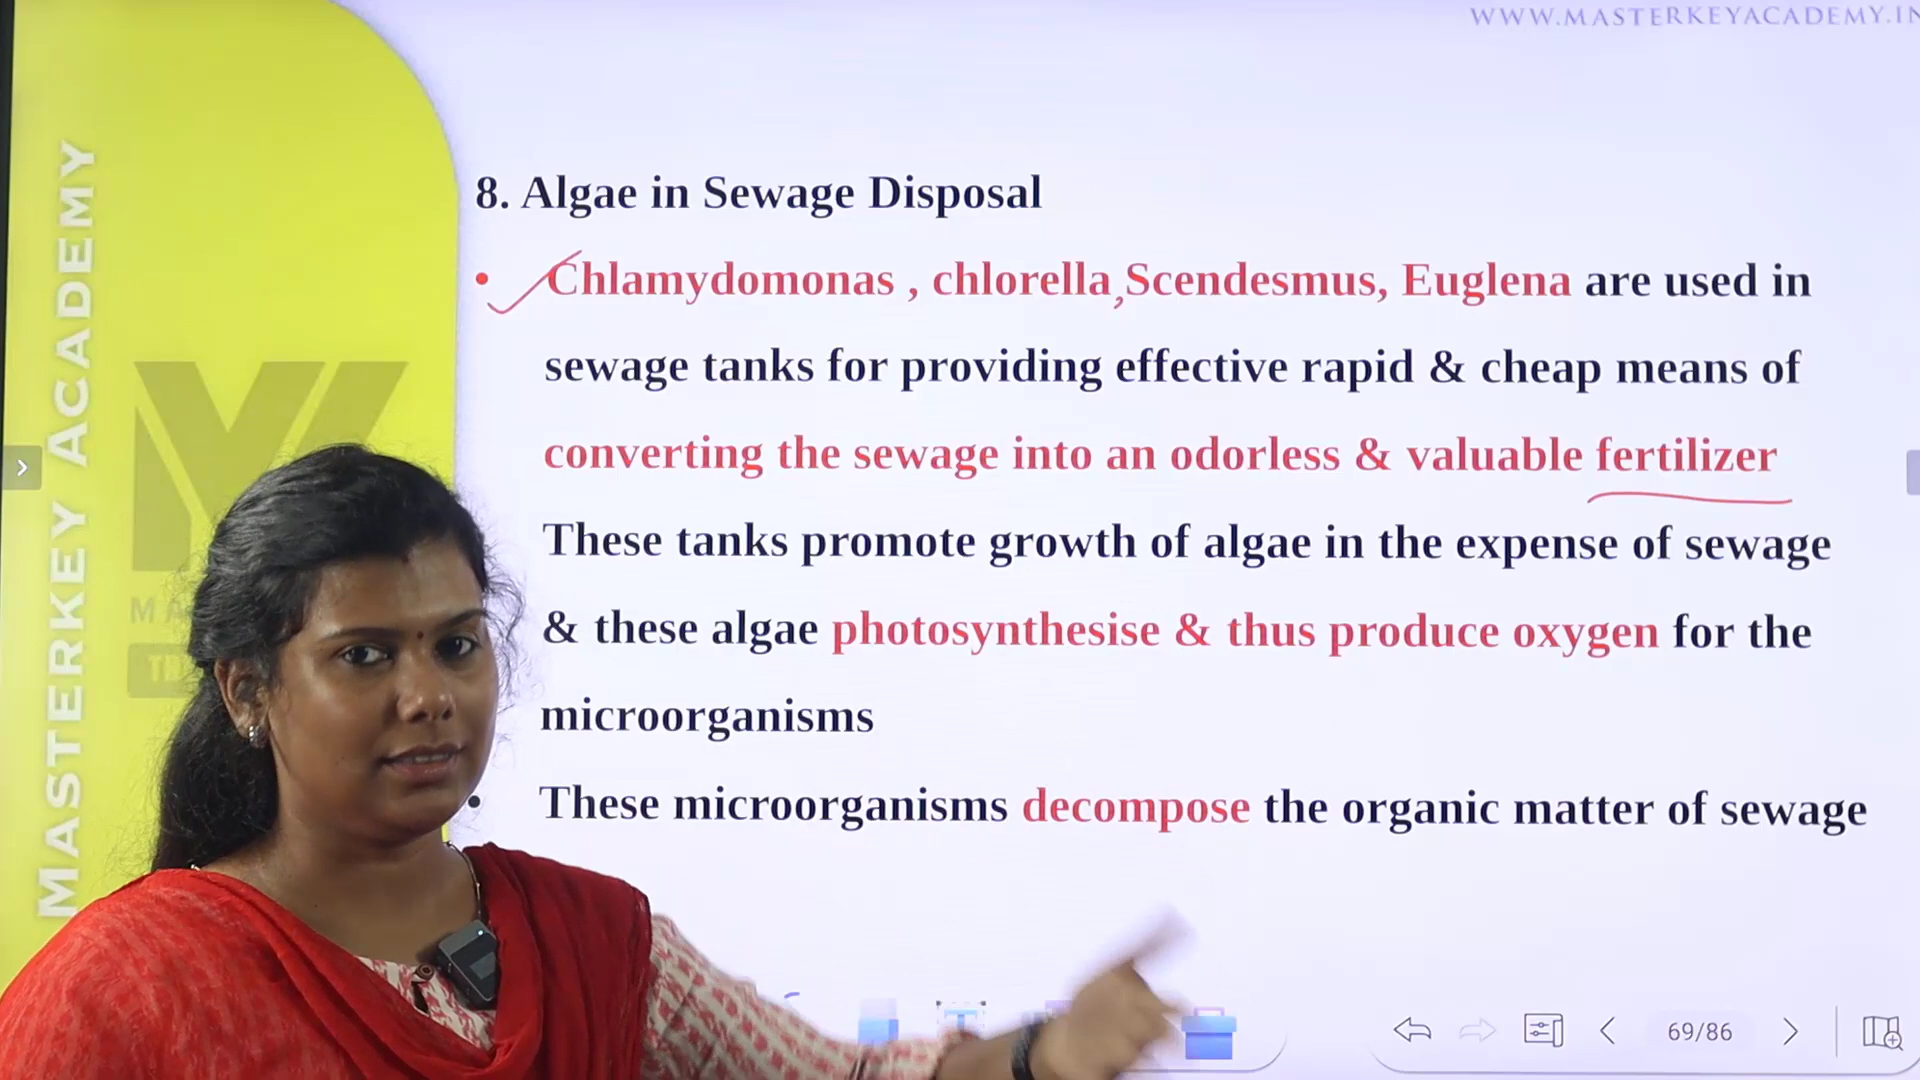 WWW.MASTERKEYACADEMY.IN
MASTERKEY ACADEMY
8. Algae in Sewage Disposal
• Chlamydomonas , chlorella,Scendesmus, Euglena are used in
sewage tanks for providing effective rapid & cheap means of
converting the sewage into an odorless & valuable fertilizer
These tanks promote growth of algae in the expense of sewage
& these algae photosynthesise & thus produce oxygen for the
microorganisms
• These microorganisms decompose the organic matter of sewage
69/86